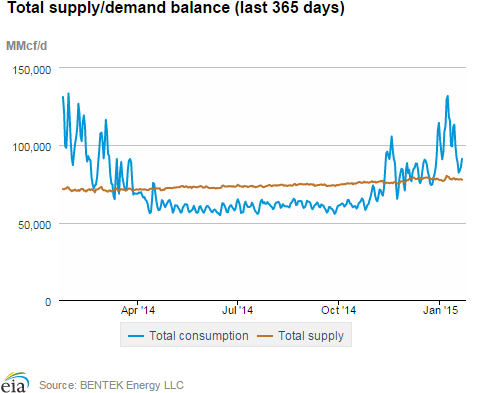 Total supply/demand balance (last 365 days)
MMcf/d
150,000
100,000
50,000
0
Apr '14 Jul '14 Oct '14 Jan '15
Total consumption Total supply
eia Source: BENTEK Energy LLC